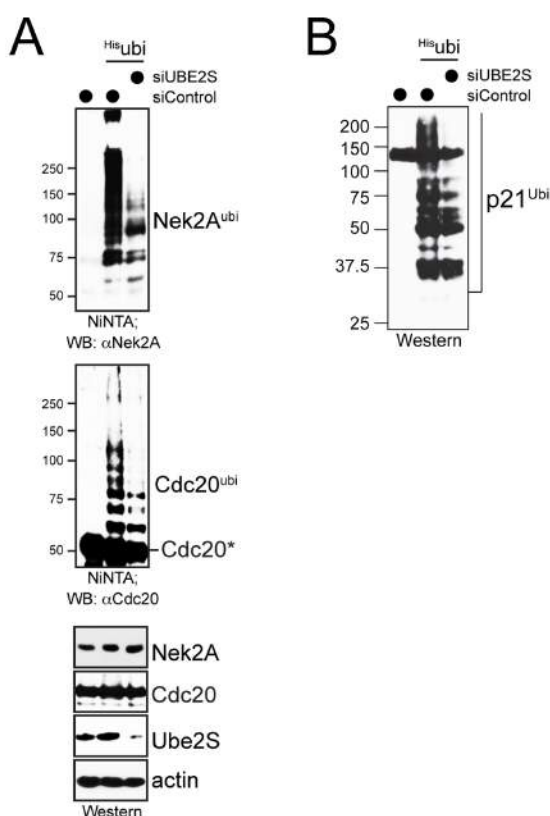 A
His ubi
siUBE2S
siControl
250
150
100
75
50
Nek2A ubi
NiNTA;
WB: αNek2A
250
150
100
75
50
Cdc20 ubi
Cdc20*
NiNTA;
WB: αCdc20
Nek2A
Cdc20
Ube2S
actin
Western
B
His ubi
siUBE2S
siControl
200
150
100
75
50
37.5
25
p21 Ubi
Western